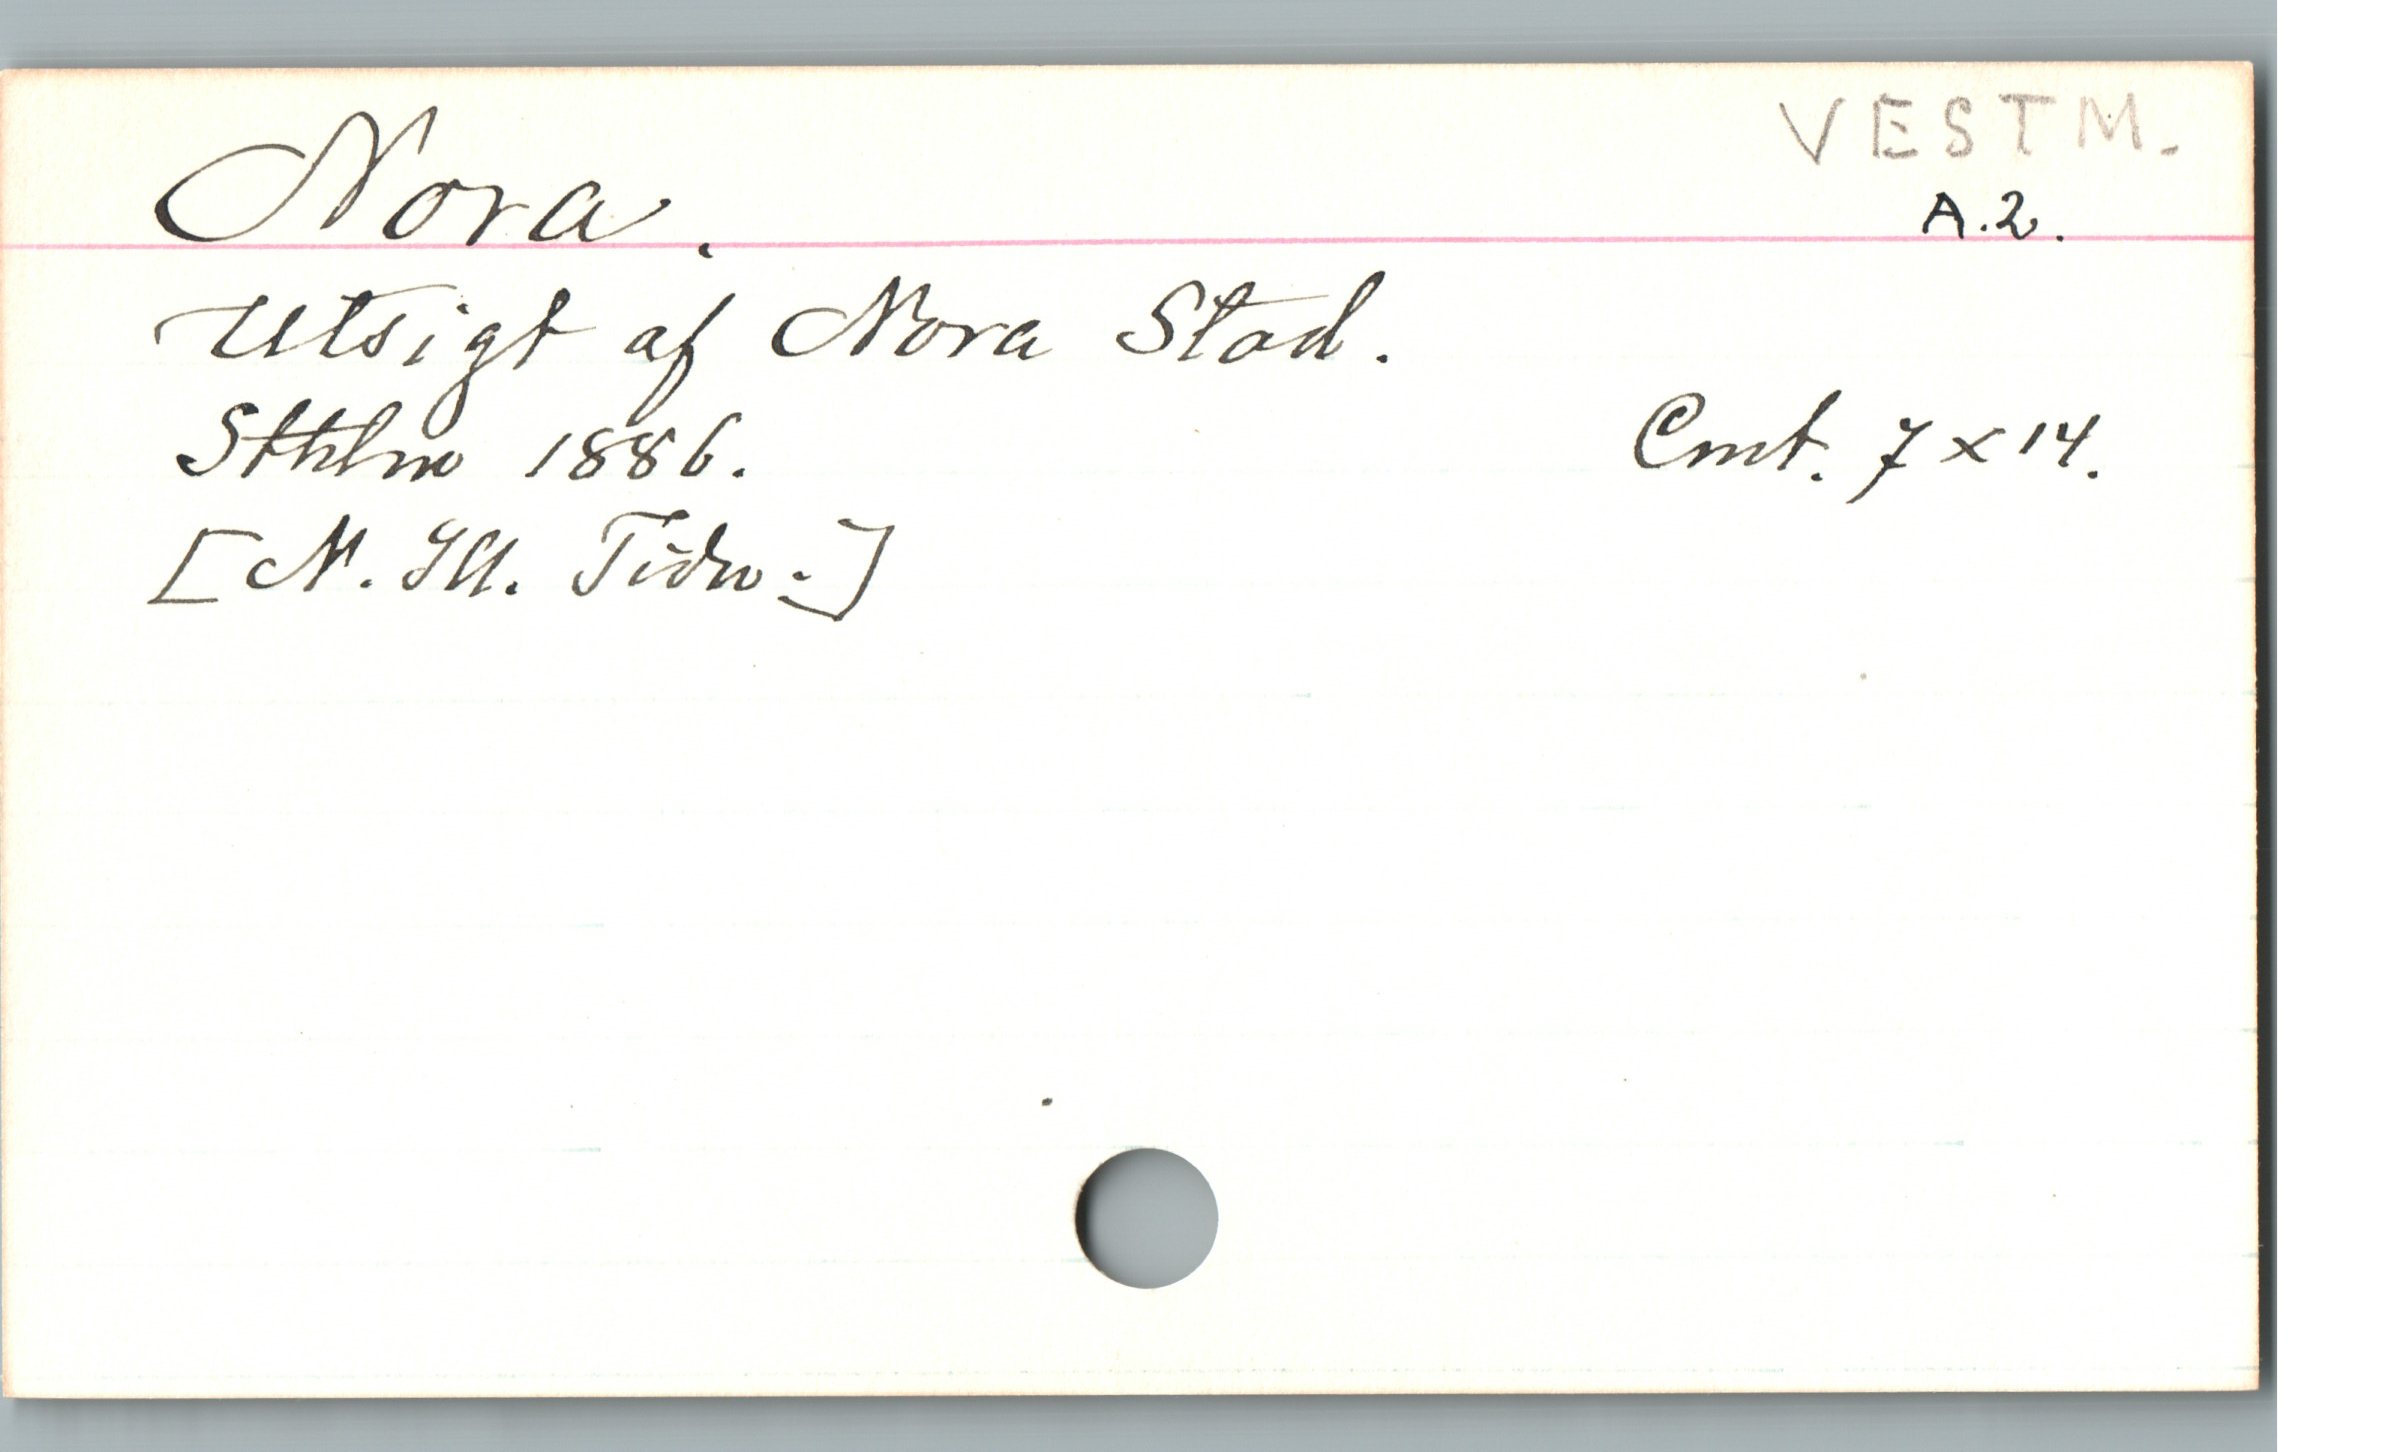 VESTM.
Nora.
A.2.
Utsigt af Nora Stad.
Sthlm 1886.
Cmt. 7 x 14.
[N. Ill. Tidn.]